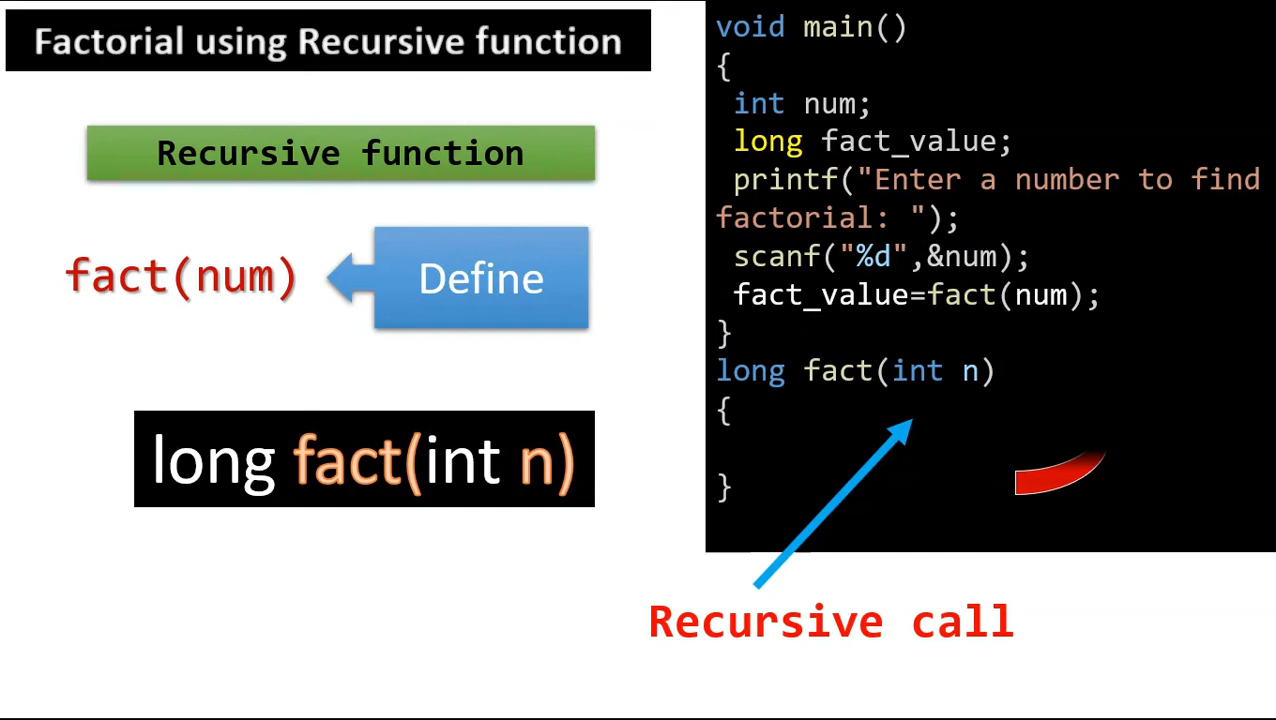 Factorial using Recursive function
Recursive function
fact(num)
Define
long fact(int n)
void main()
{
int num;
long fact_value;
printf("Enter a number to find
factorial: ");
scanf("%d",&num);
fact_value=fact(num);
}
long fact(int n)
{
}
Recursive call